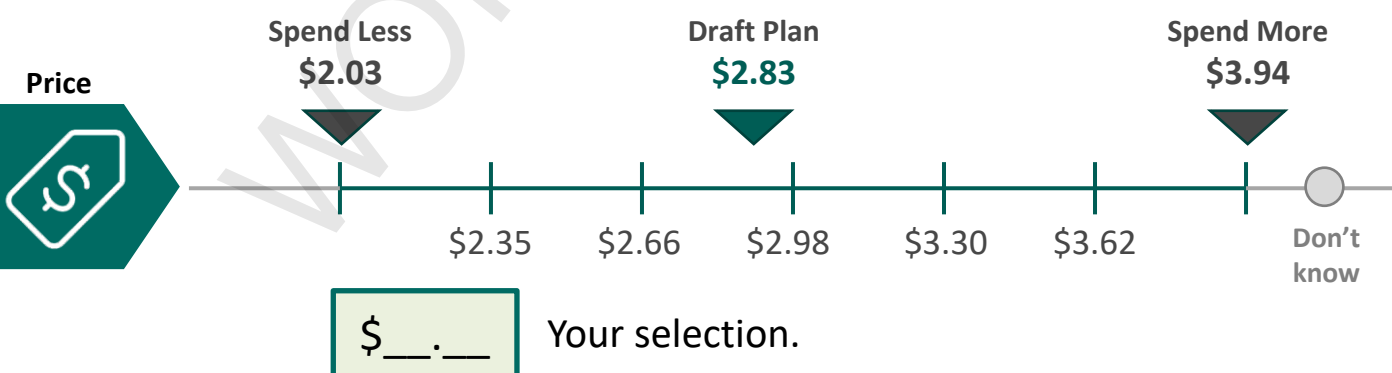 Spend Less
$2.03
Draft Plan
$2.83
Spend More
$3.94
Price
$
$2.35 $2.66 $2.98 $3.30 $3.62
Don't
know
$__.__ Your selection.